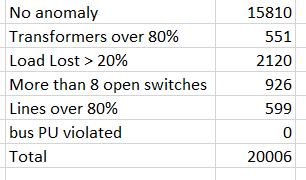 No anomaly 15810
Transformers over 80% 551
Load Lost > 20% 2120
More than 8 open switches 926
Lines over 80% 599
bus PU violated 0
Total 20006